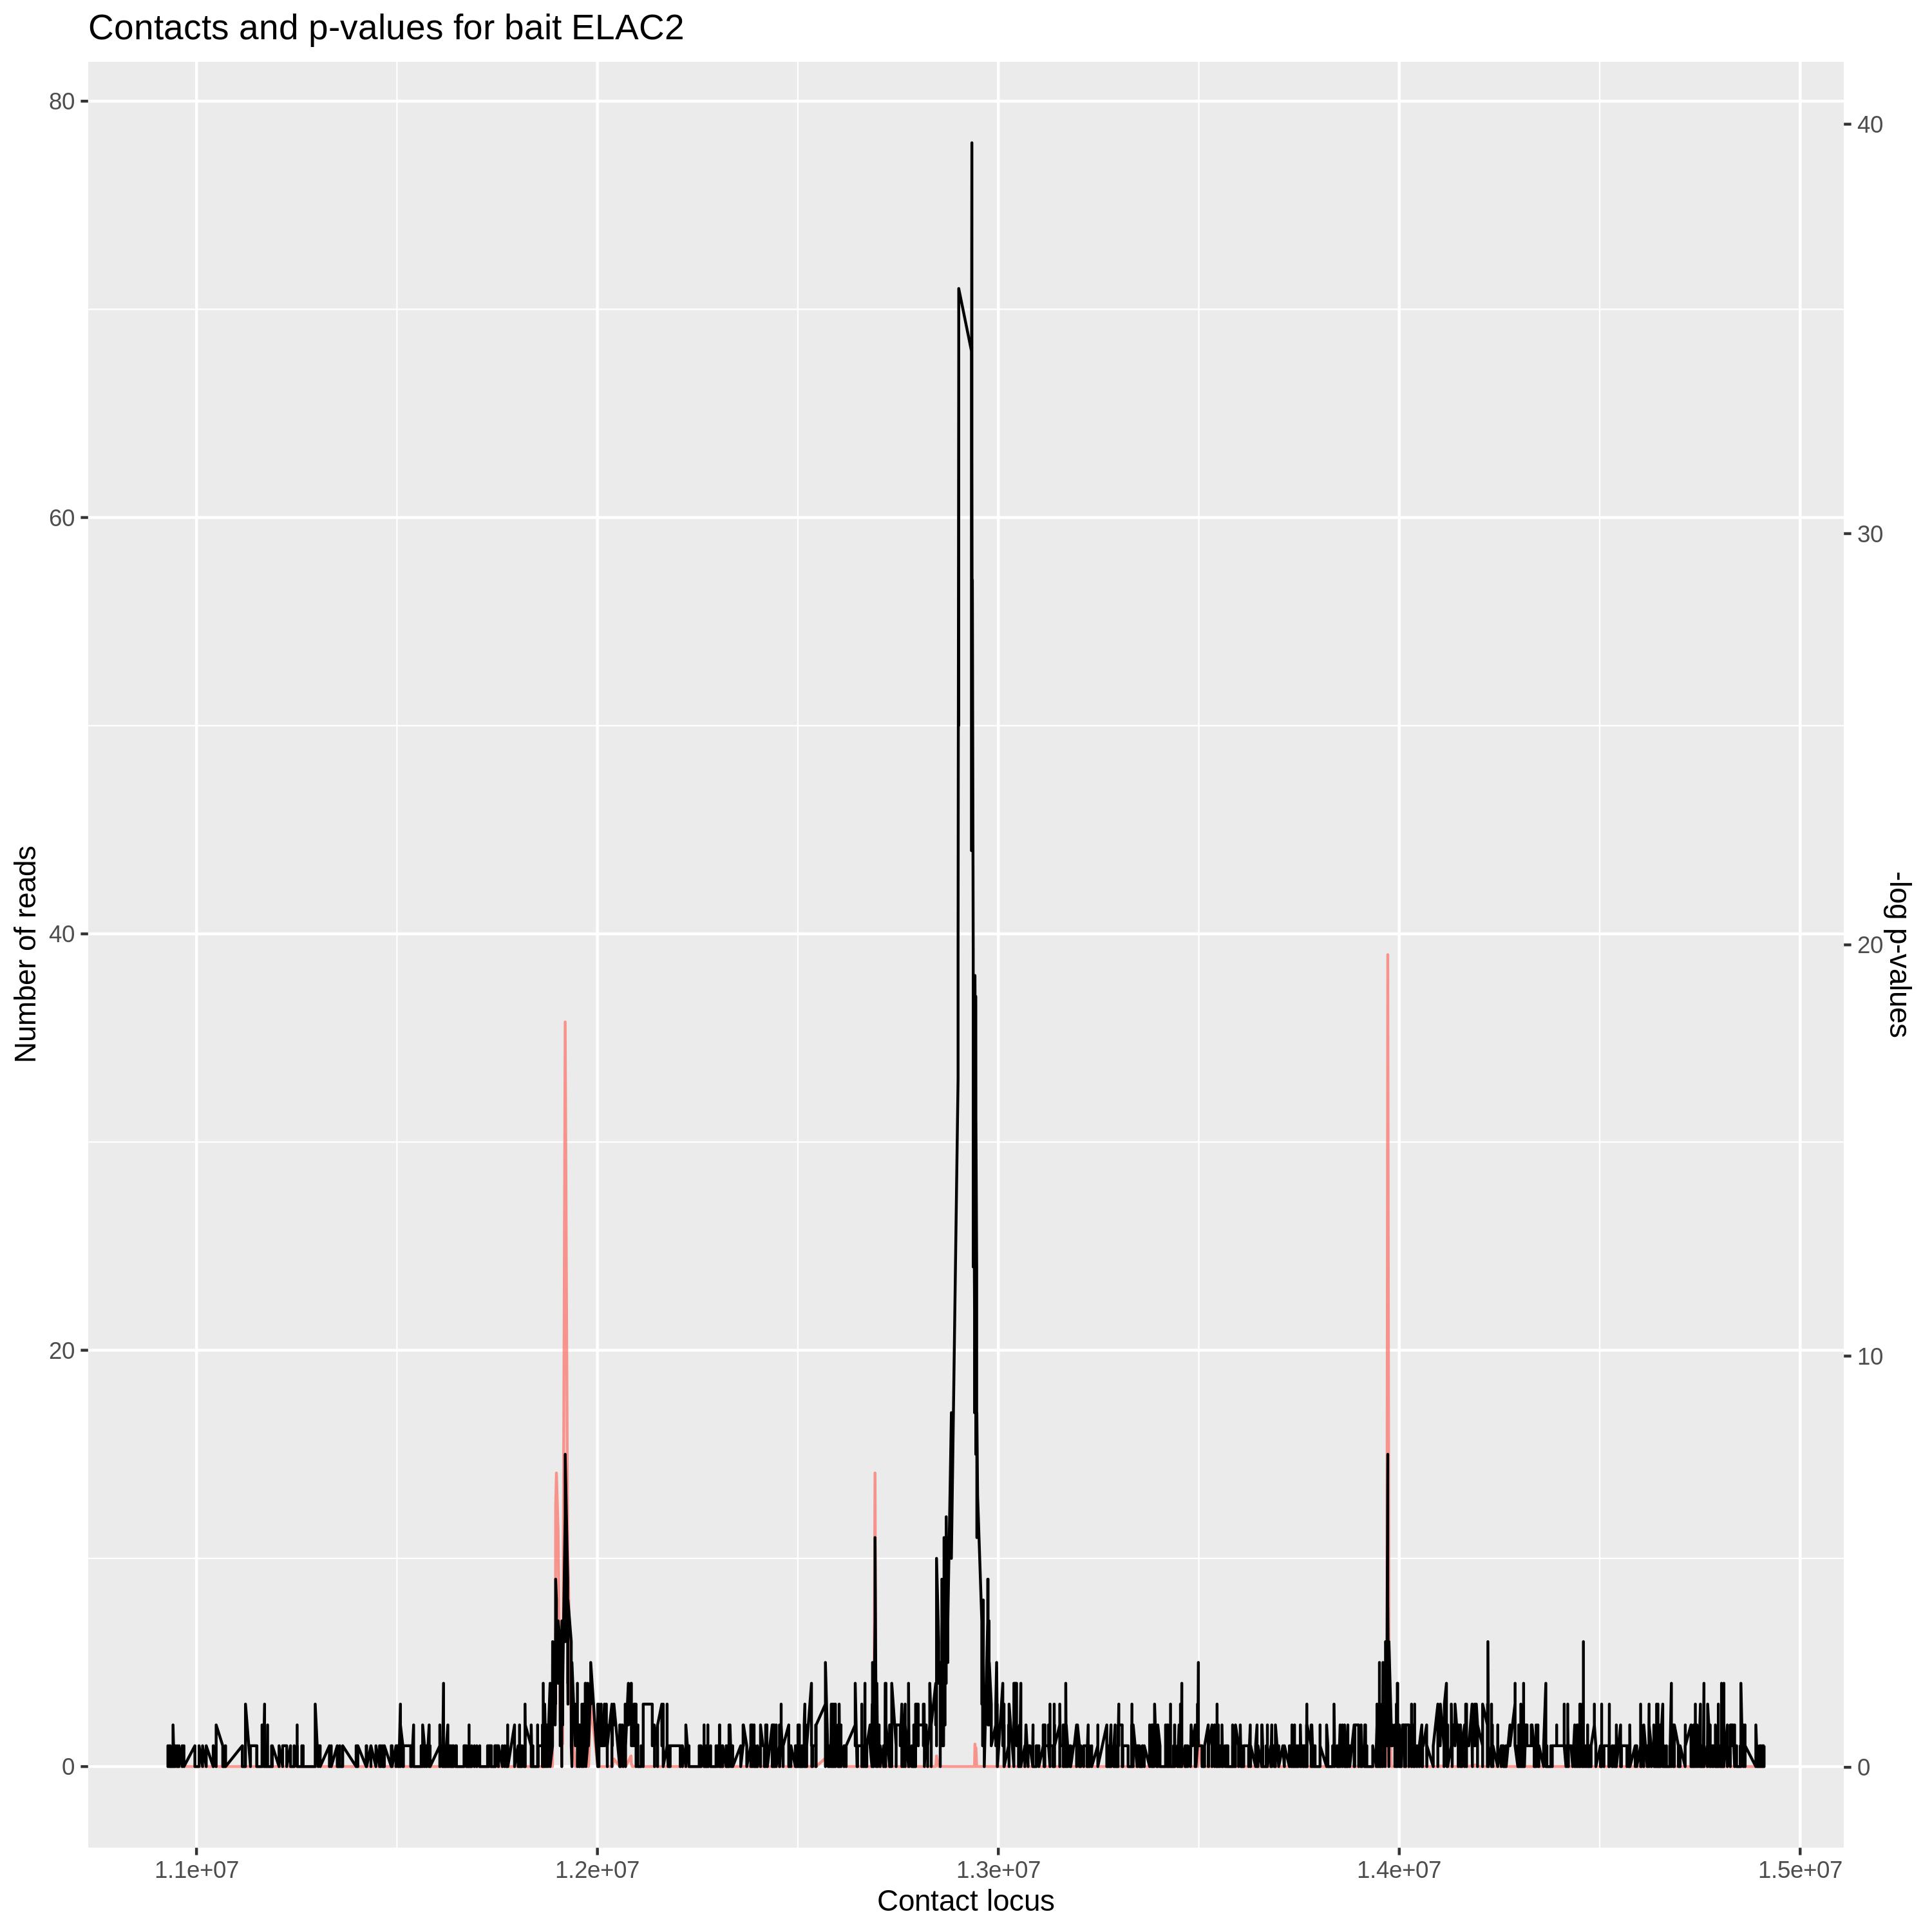 Contacts and p-values for bait ELAC2
80
60
40
20
0
Number of reads
40
30
20
10
0
-log p-values
1.1e+07
1.2e+07
1.3e+07
1.4e+07
1.5e+07
Contact locus